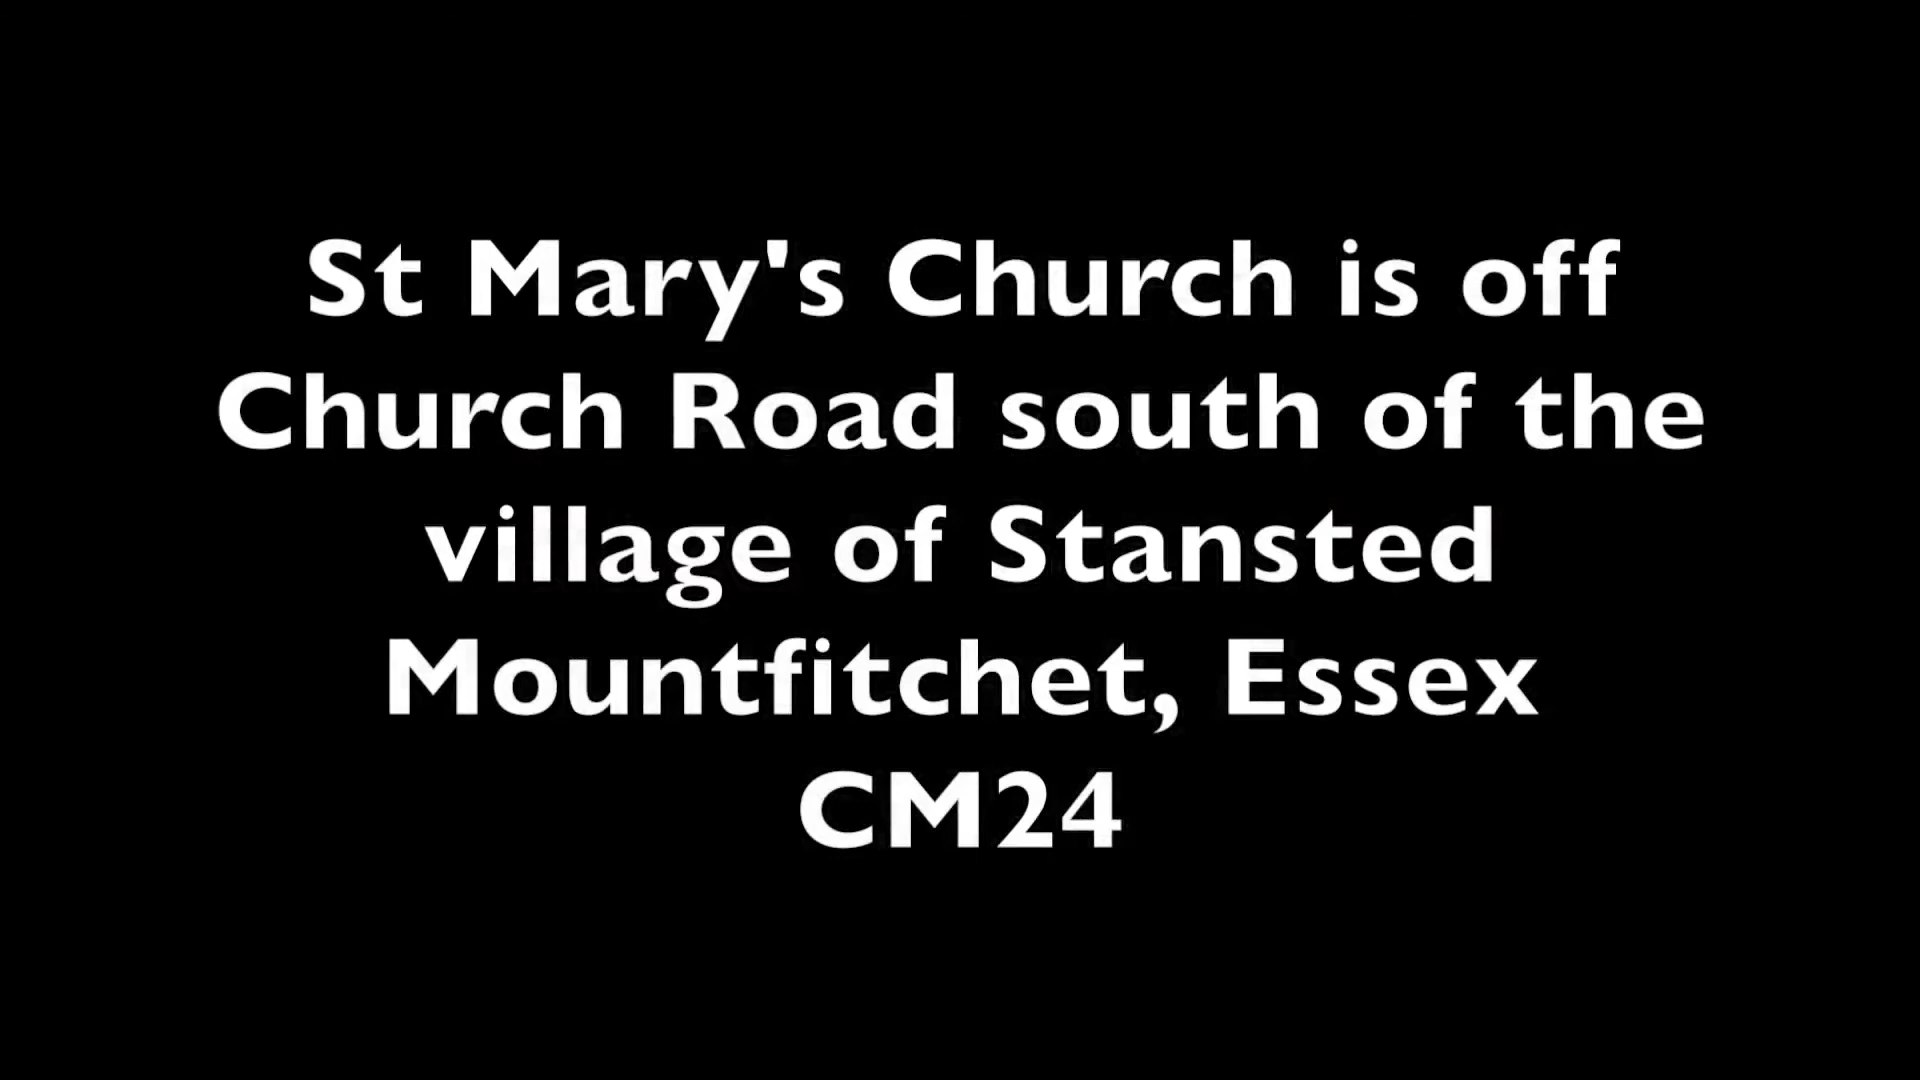 St Mary's Church is off
Church Road south of the
village of Stansted
Mountfitchet, Essex
CM24